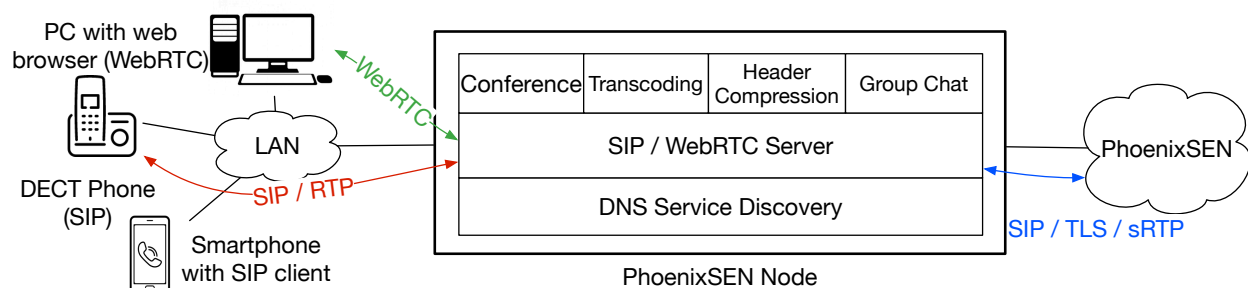 PC with web
browser (WebRTC)
WebRTC
Conference
Transcoding
Header
Compression
Group Chat
LAN
SIP / WebRTC Server
PhoenixSEN
SIP / RTP
DECT Phone
(SIP)
DNS Service Discovery
SIP / TLS / sRTP
Smartphone
with SIP client
PhoenixSEN Node